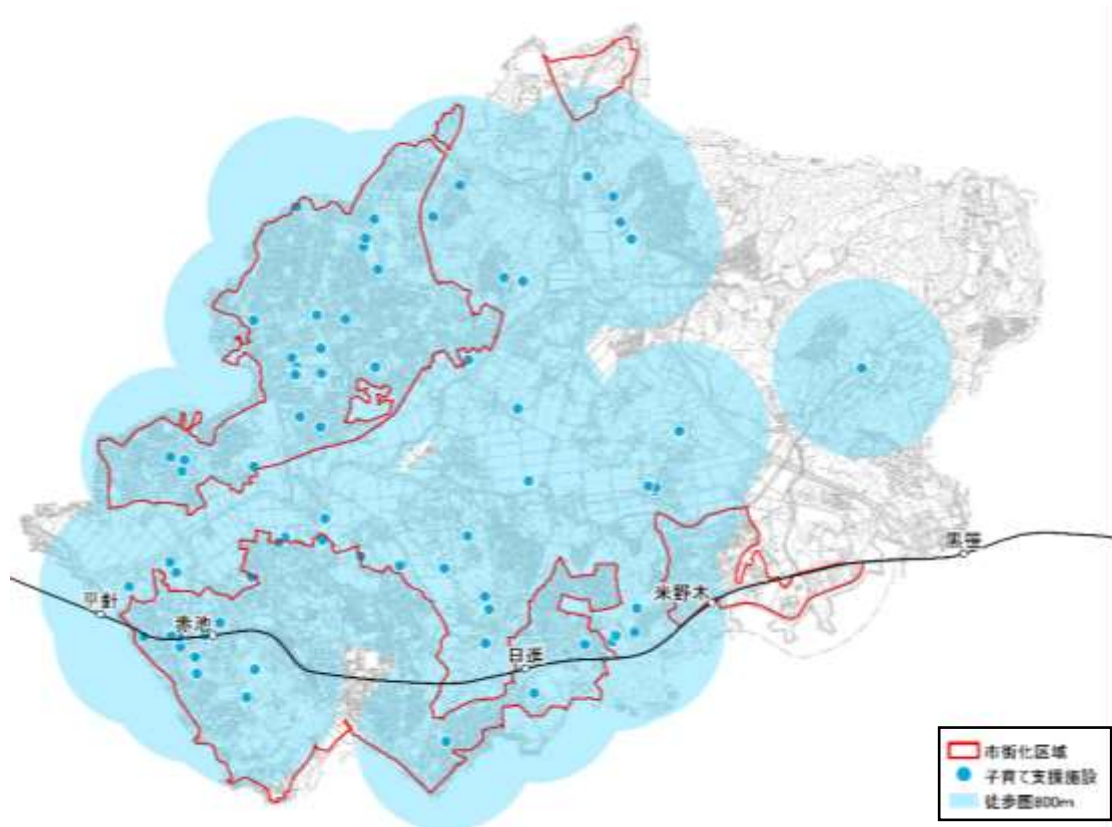 黒笹
米野木
平針
赤池
日進
市街化区域
子育て支援施設
徒歩圏800m